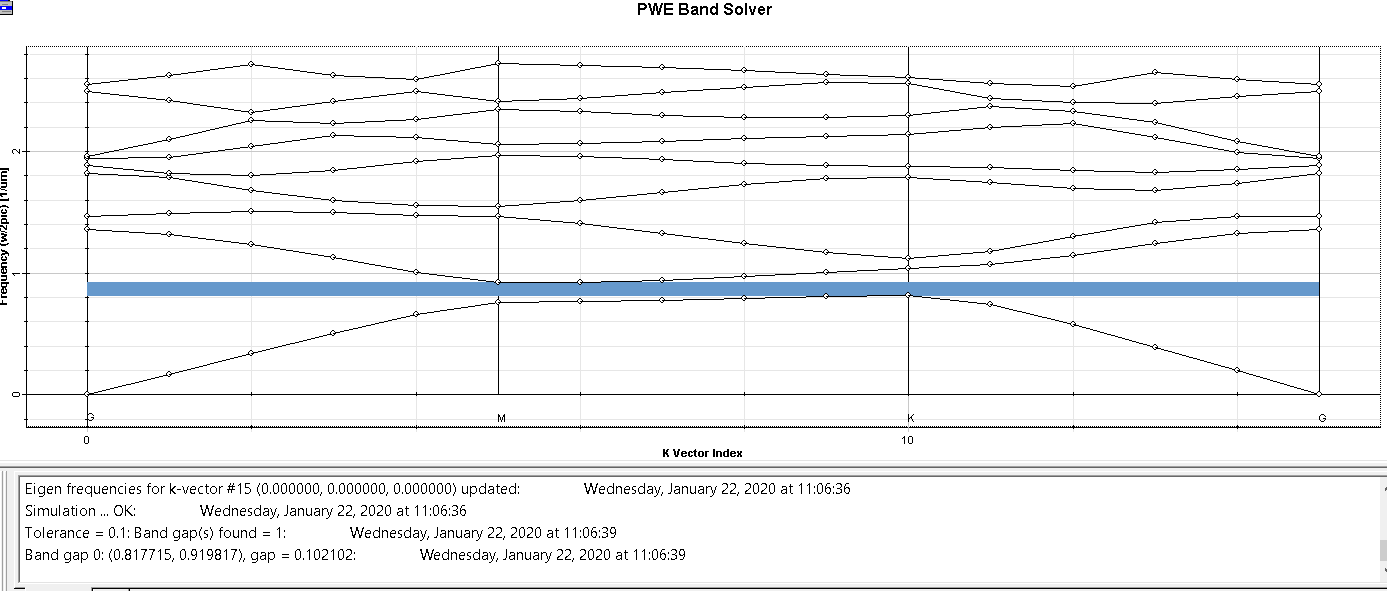 PWE Band Solver
Frequency (w/2pic) [1/um]
2
1
0
G
M
K
G
0
10
K Vector Index
Eigen frequencies for k-vector #15 (0.000000, 0.000000, 0.000000) updated: Wednesday, January 22, 2020 at 11:06:36
Simulation ... OK: Wednesday, January 22, 2020 at 11:06:36
Tolerance = 0.1: Band gap(s) found = 1: Wednesday, January 22, 2020 at 11:06:39
Band gap 0: (0.817715, 0.919817), gap = 0.102102: Wednesday, January 22, 2020 at 11:06:39